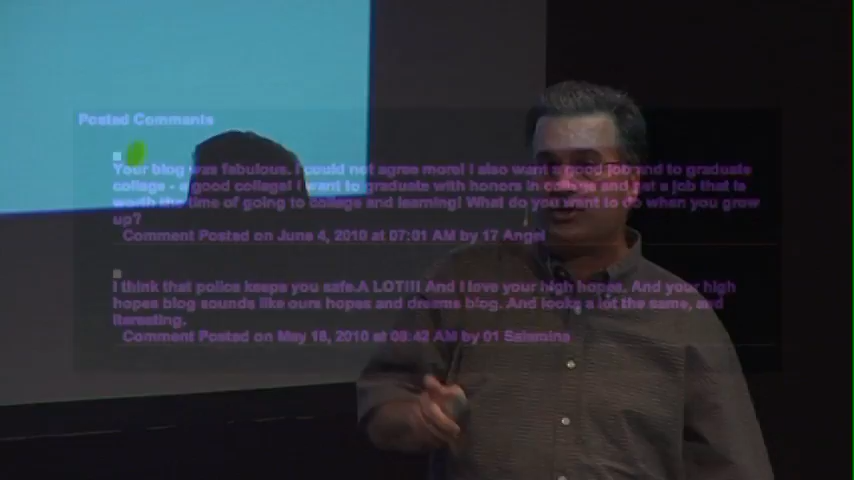 Posted Comments
Your blog was fabulous. I could not agree more! I also want a good job and to graduate
college - a good college! I want to graduate with honors in college and get a job that is
worth the time of going to college and learning! What do you want to do when you grow
up?
Comment Posted on June 4, 2010 at 07:01 AM by 17 Angel
I think that police keeps you safe.A LOT!!! And I love your high hopes. And your high
hopes blog sounds like ours hopes and dreams blog. And looks a lot the same, and
Comment Posted on May 18, 2010 at 08:42 AM by 01